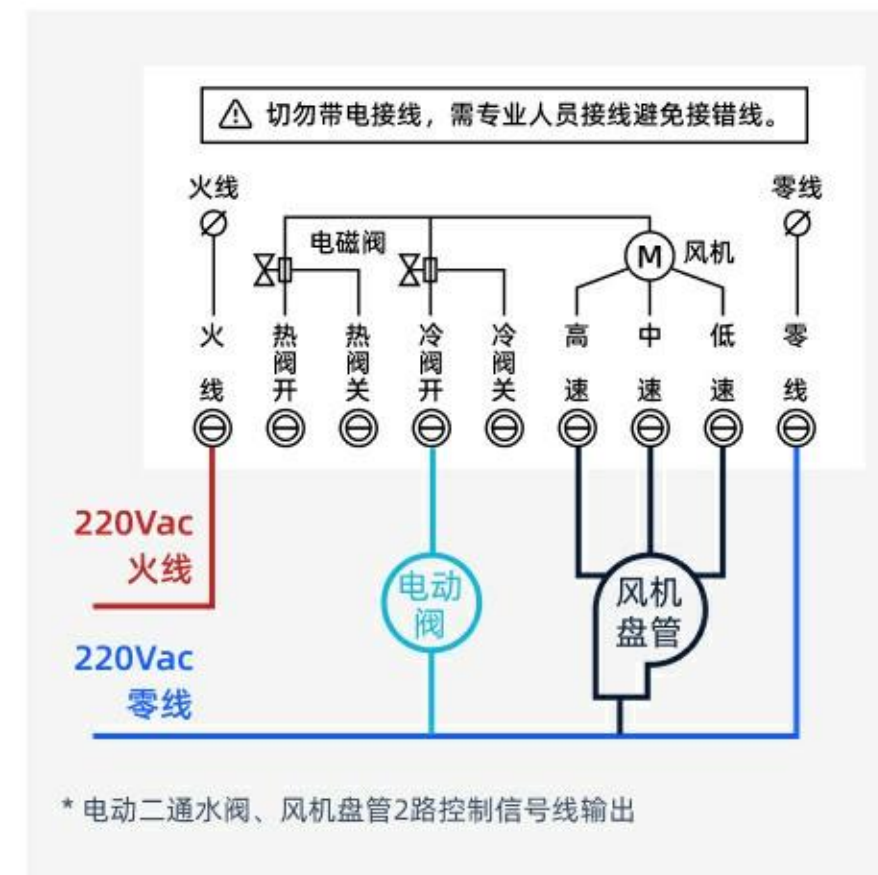 切勿带电接线，需专业人员接线避免接错线。
火线
零线
电磁阀
M
风机
火线
热阀开
热阀关
冷阀开
冷阀关
高速
中速
低速
零线
220Vac
火线
电动
阀
风机
盘管
220Vac
零线
* 电动二通水阀、风机盘管2路控制信号线输出